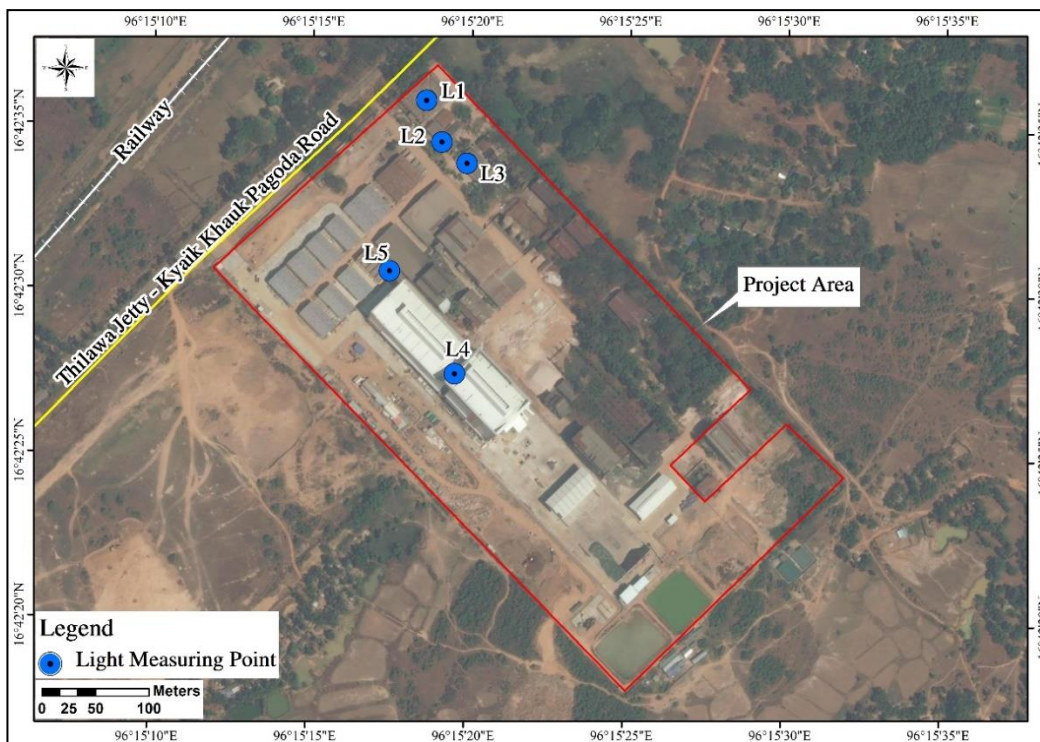 96°15'10"E 96°15'15"E 96°15'20"E 96°15'25"E 96°15'30"E 96°15'35"E
16°42'35"N
16°42'30"N
16°42'25"N
16°42'20"N
Railway
Thilawa Jetty - Kyaik Khauk Pagoda Road
L1
L2
L3
L5
L4
Project Area
Legend
Light Measuring Point
Meters
0 25 50 100
96°15'10"E 96°15'15"E 96°15'20"E 96°15'25"E 96°15'30"E 96°15'35"E